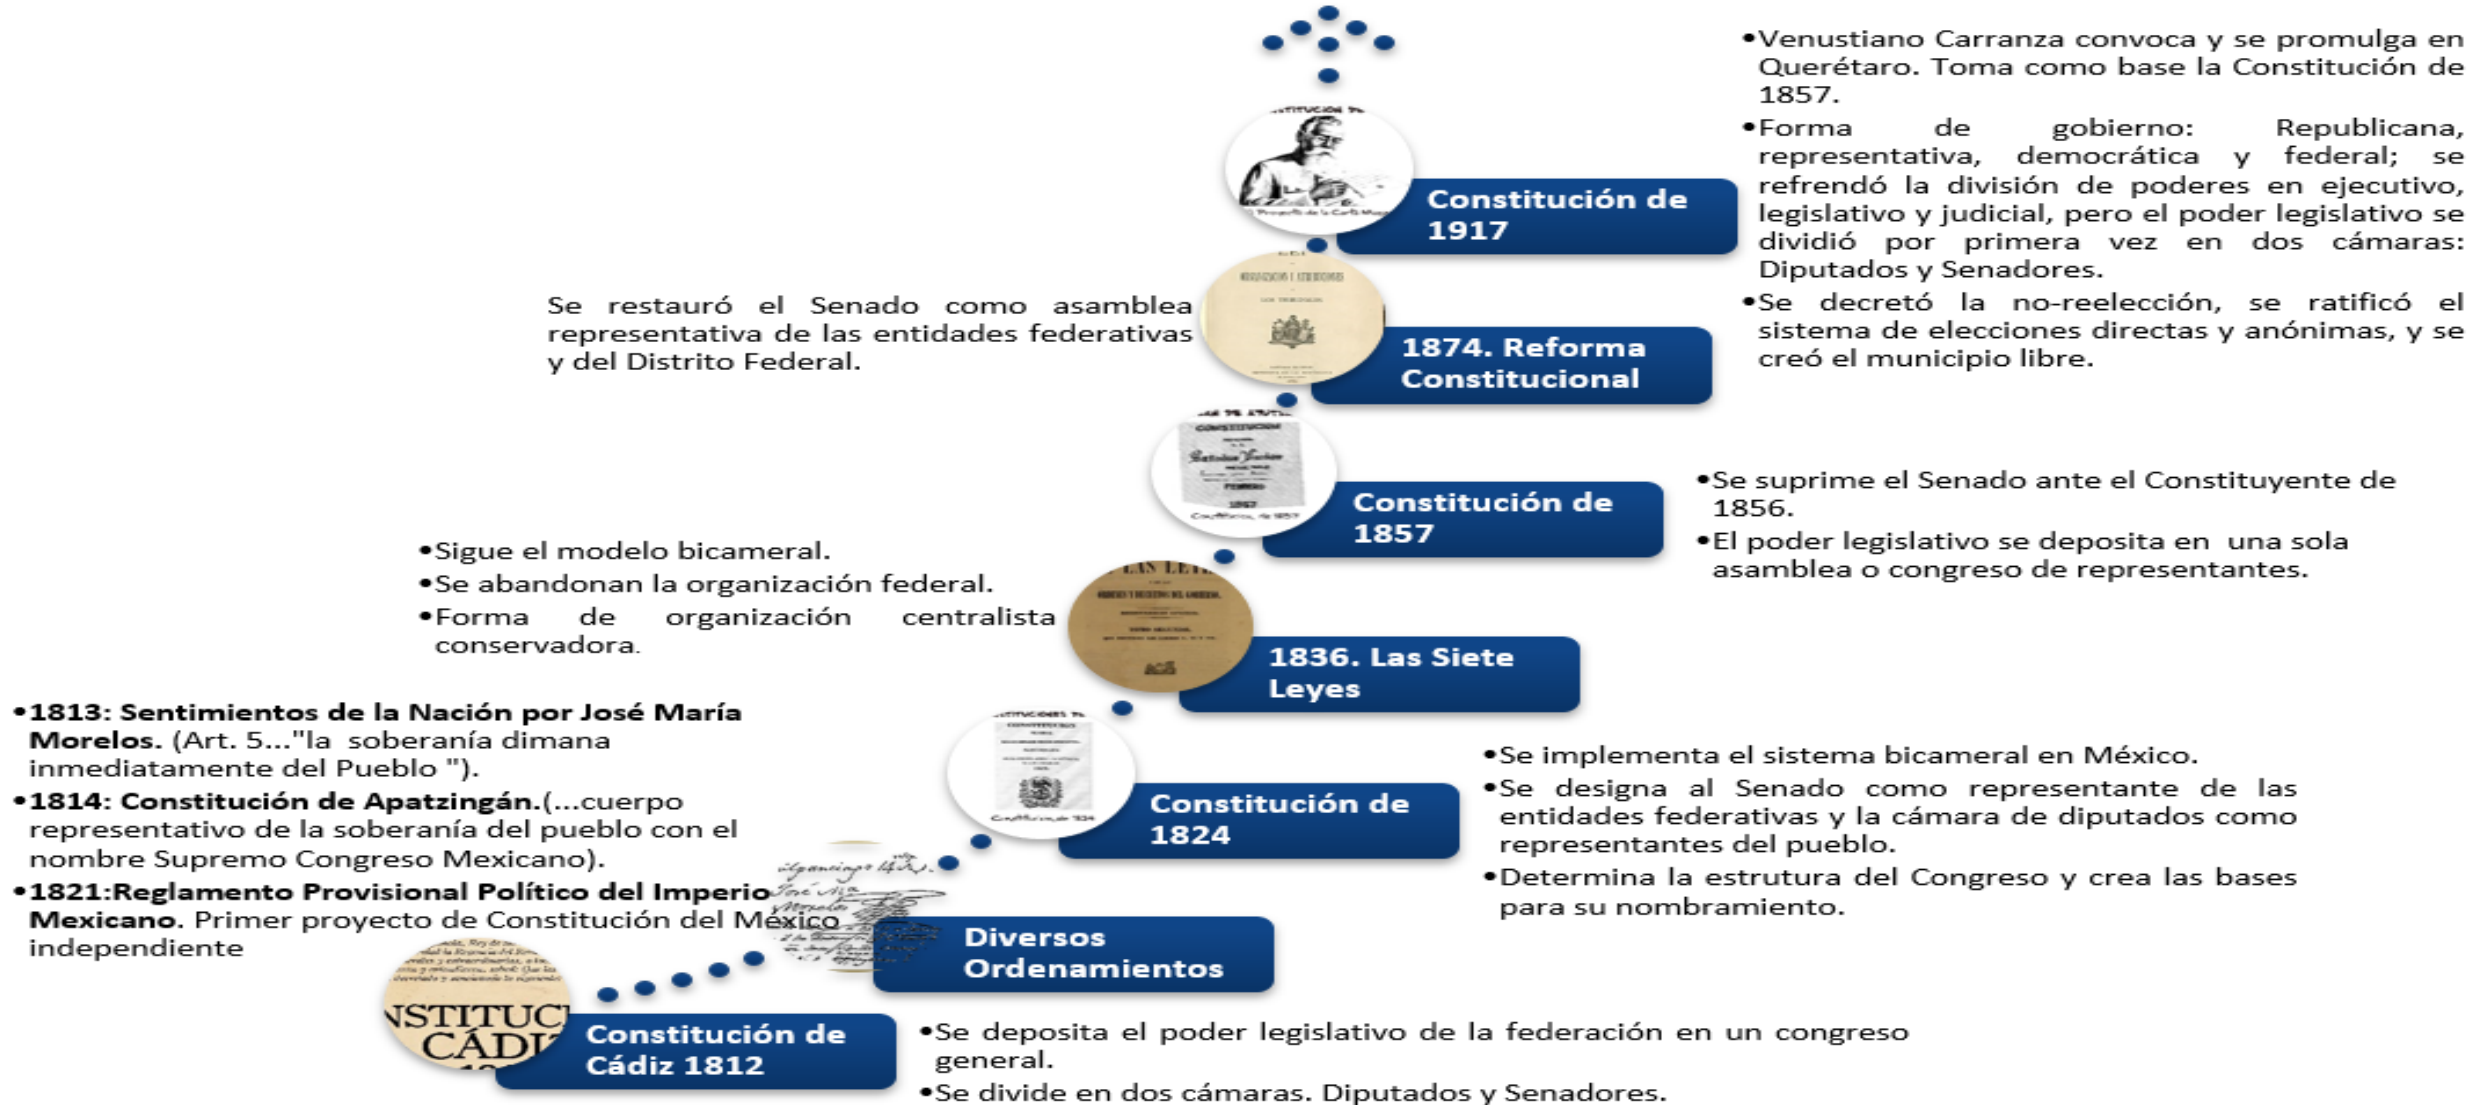 •Venustiano Carranza convoca y se promulga en
Querétaro. Toma como base la Constitución de
1857.
•Forma de gobierno: Republicana,
representativa, democrática y federal; se
refrendó la división de poderes en ejecutivo,
legislativo y judicial, pero el poder legislativo se
dividió por primera vez en dos cámaras:
Diputados y Senadores.
•Se decretó la no-reelección, se ratificó el
sistema de elecciones directas y anónimas, y se
creó el municipio libre.
Constitución de
1917
Se restauró el Senado como asamblea
representativa de las entidades federativas
y del Distrito Federal.
1874. Reforma
Constitucional
CONSTITUCION
1857
Constitución de
1857
•Se suprime el Senado ante el Constituyente de
1856.
•El poder legislativo se deposita en una sola
asamblea o congreso de representantes.
•Sigue el modelo bicameral.
•Se abandonan la organización federal.
•Forma de organización centralista
conservadora.
1836. Las Siete
Leyes
•1813: Sentimientos de la Nación por José María
Morelos. (Art. 5..."la soberanía dimana
inmediatamente del Pueblo ").
•1814: Constitución de Apatzingán.(...cuerpo
representativo de la soberanía del pueblo con el
nombre Supremo Congreso Mexicano).
•1821:Reglamento Provisional Político del Imperio
Mexicano. Primer proyecto de Constitución del México
independiente
Constitución de
1824
•Se implementa el sistema bicameral en México.
•Se designa al Senado como representante de las
entidades federativas y la cámara de diputados como
representantes del pueblo.
•Determina la estrutura del Congreso y crea las bases
para su nombramiento.
Diversos
Ordenamientos
NSTITUC
CÁDI
Constitución de
Cádiz 1812
•Se deposita el poder legislativo de la federación en un congreso
general.
•Se divide en dos cámaras. Diputados y Senadores.